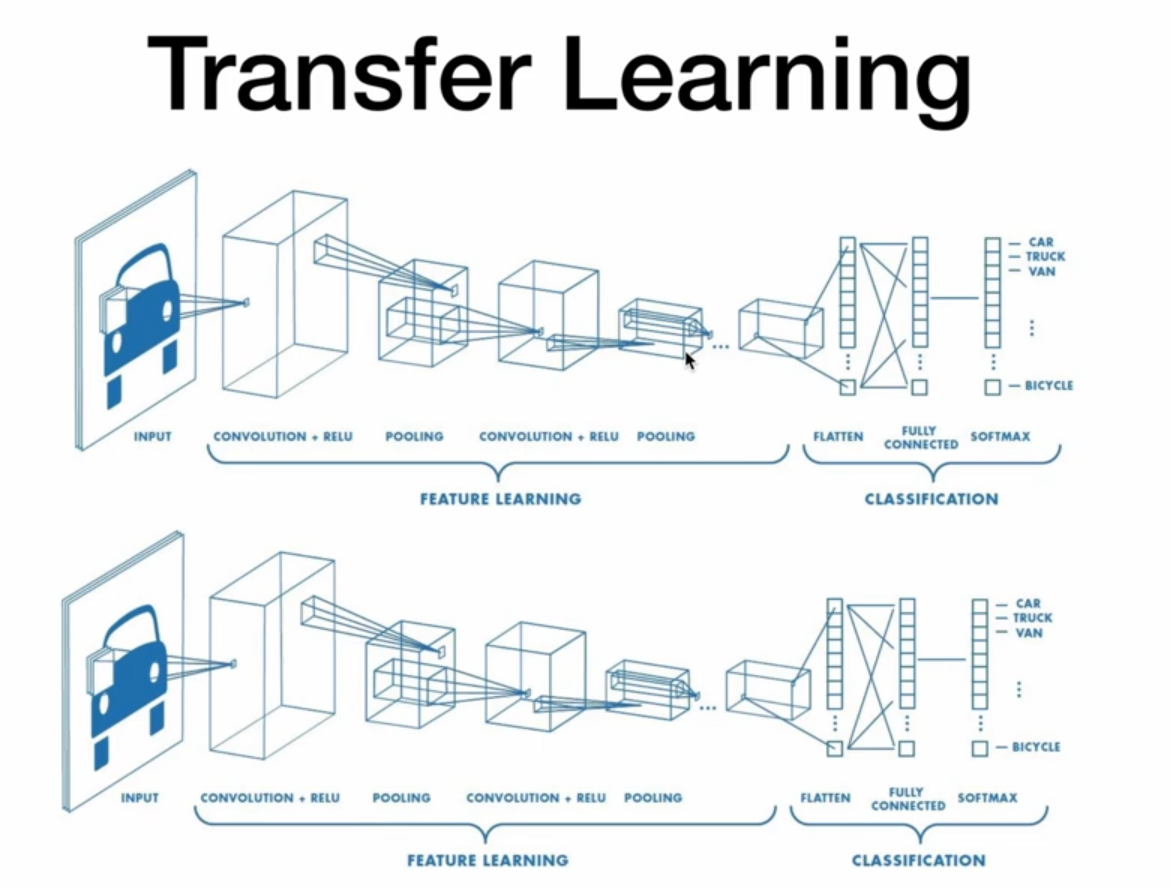 Transfer Learning
CAR
TRUCK
VAN
BICYCLE
INPUT
CONVOLUTION + RELU
POOLING
CONVOLUTION + RELU
POOLING
FLATTEN
FULLY
CONNECTED
SOFTMAX
FEATURE LEARNING
CLASSIFICATION
CAR
TRUCK
VAN
BICYCLE
INPUT
CONVOLUTION + RELU
POOLING
CONVOLUTION + RELU
POOLING
FLATTEN
FULLY
CONNECTED
SOFTMAX
FEATURE LEARNING
CLASSIFICATION